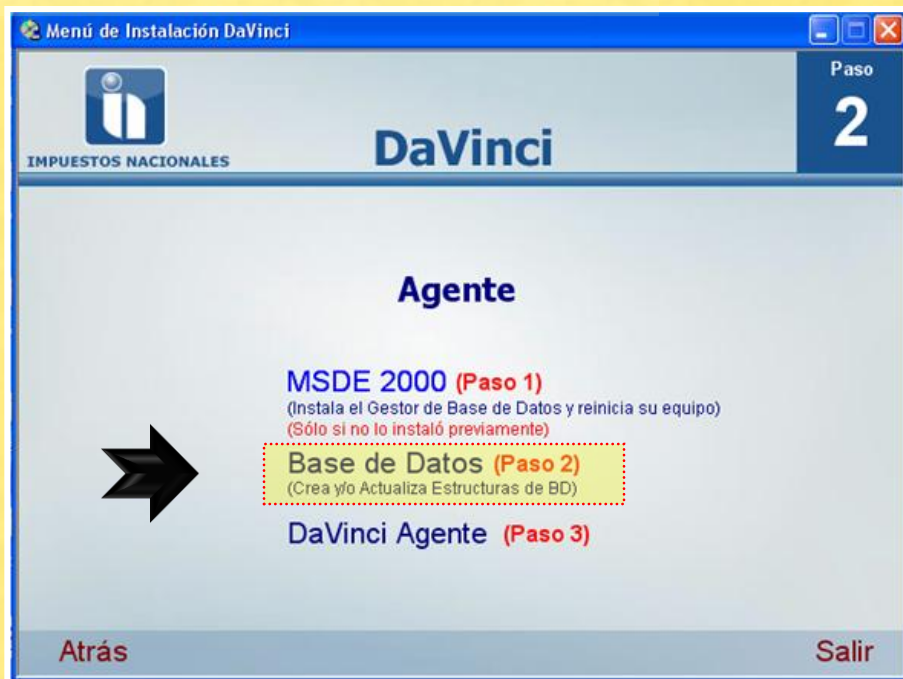 Menú de Instalación DaVinci
Paso
2
IMPUESTOS NACIONALES
DaVinci
Agente
MSDE 2000 (Paso 1)
(Instala el Gestor de Base de Datos y reinicia su equipo)
(Sólo si no lo instaló previamente)
Base de Datos (Paso 2)
(Crea y/o Actualiza Estructuras de BD)
DaVinci Agente (Paso 3)
Atrás
Salir